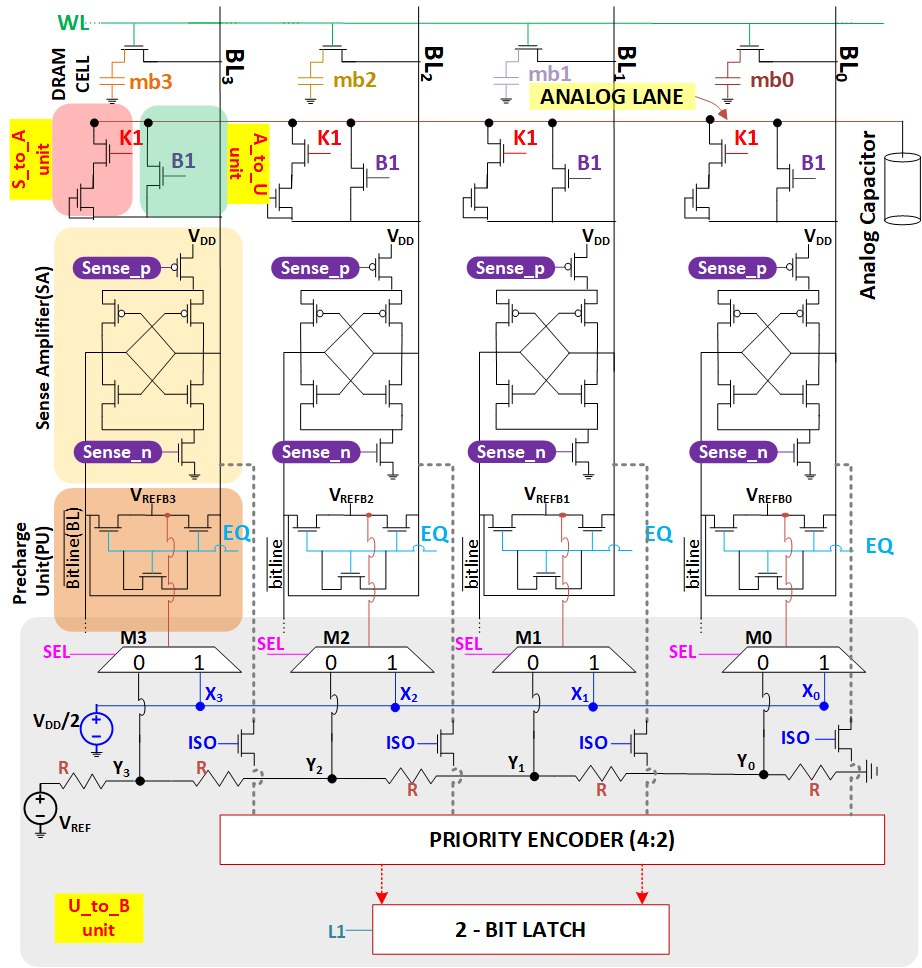 WL
DRAM
CELL
mb3
BL3
mb2
BL2
mb1
BL1
mb0
BL0
ANALOG LANE
S_to_A
unit
K1
B1
A_to_U
unit
K1
B1
K1
B1
K1
B1
Analog Capacitor
Sense Amplifier(SA)
VDD
VDD
VDD
VDD
Sense_p
Sense_p
Sense_p
Sense_p
Sense_n
Sense_n
Sense_n
Sense_n
Precharge
Unit(PU)
Bitline(BL)
VREFB3
EQ
bitline
VREFB2
EQ
bitline
VREFB1
EQ
bitline
VREFB0
EQ
SEL
M3
0 1
SEL
M2
0 1
SEL
M1
0 1
SEL
M0
0 1
X3
X2
X1
X0
VDD/2
ISO
ISO
ISO
ISO
R
Y3
R
Y2
R
Y1
R
Y0
R
VREF
PRIORITY ENCODER (4:2)
U_to_B
unit
L1
2 - BIT LATCH